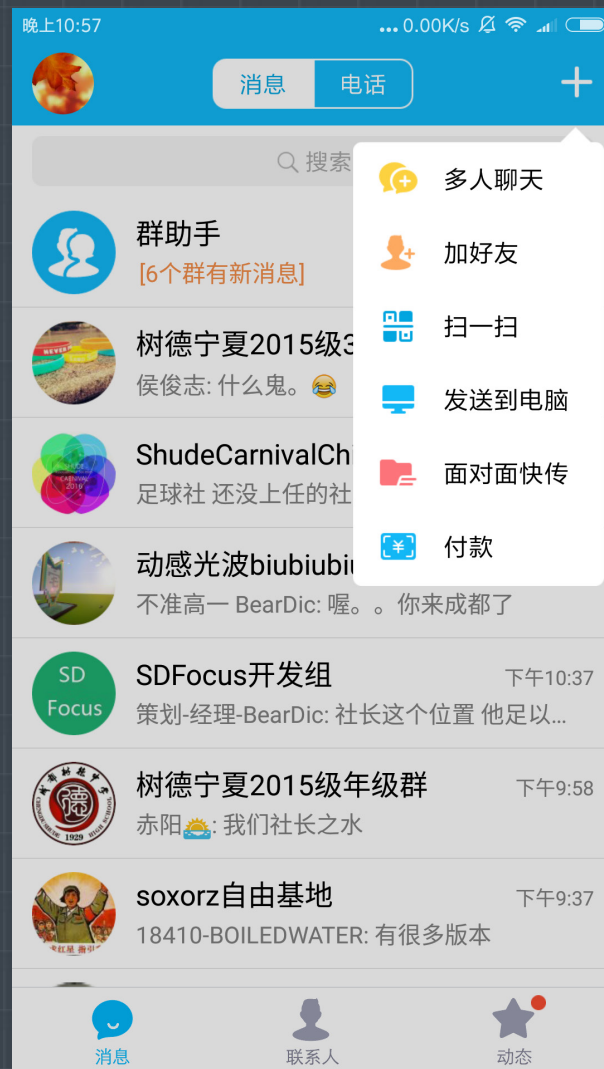 晚上10:57
... 0.00K/s
消息
电话
搜索
多人聊天
加好友
扫一扫
发送到电脑
面对面快传
付款
群助手
[6个群有新消息]
树德宁夏2015级3
侯俊志: 什么鬼。😂
NEVER
ShudeCarnivalChi
足球社 还没上任的社
CARNIVAL
2016
动感光波biubiubiu
不准高一 BearDic: 喔。。你来成都了
SD
Focus
SDFocus开发组
下午10:37
策划-经理-BearDic: 社长这个位置 他足以...
德
1929
树德宁夏2015级年级群
下午9:58
赤阳🌅: 我们社长之水
soxorz自由基地
下午9:37
18410-BOILEDWATER: 有很多版本
消息
联系人
动态